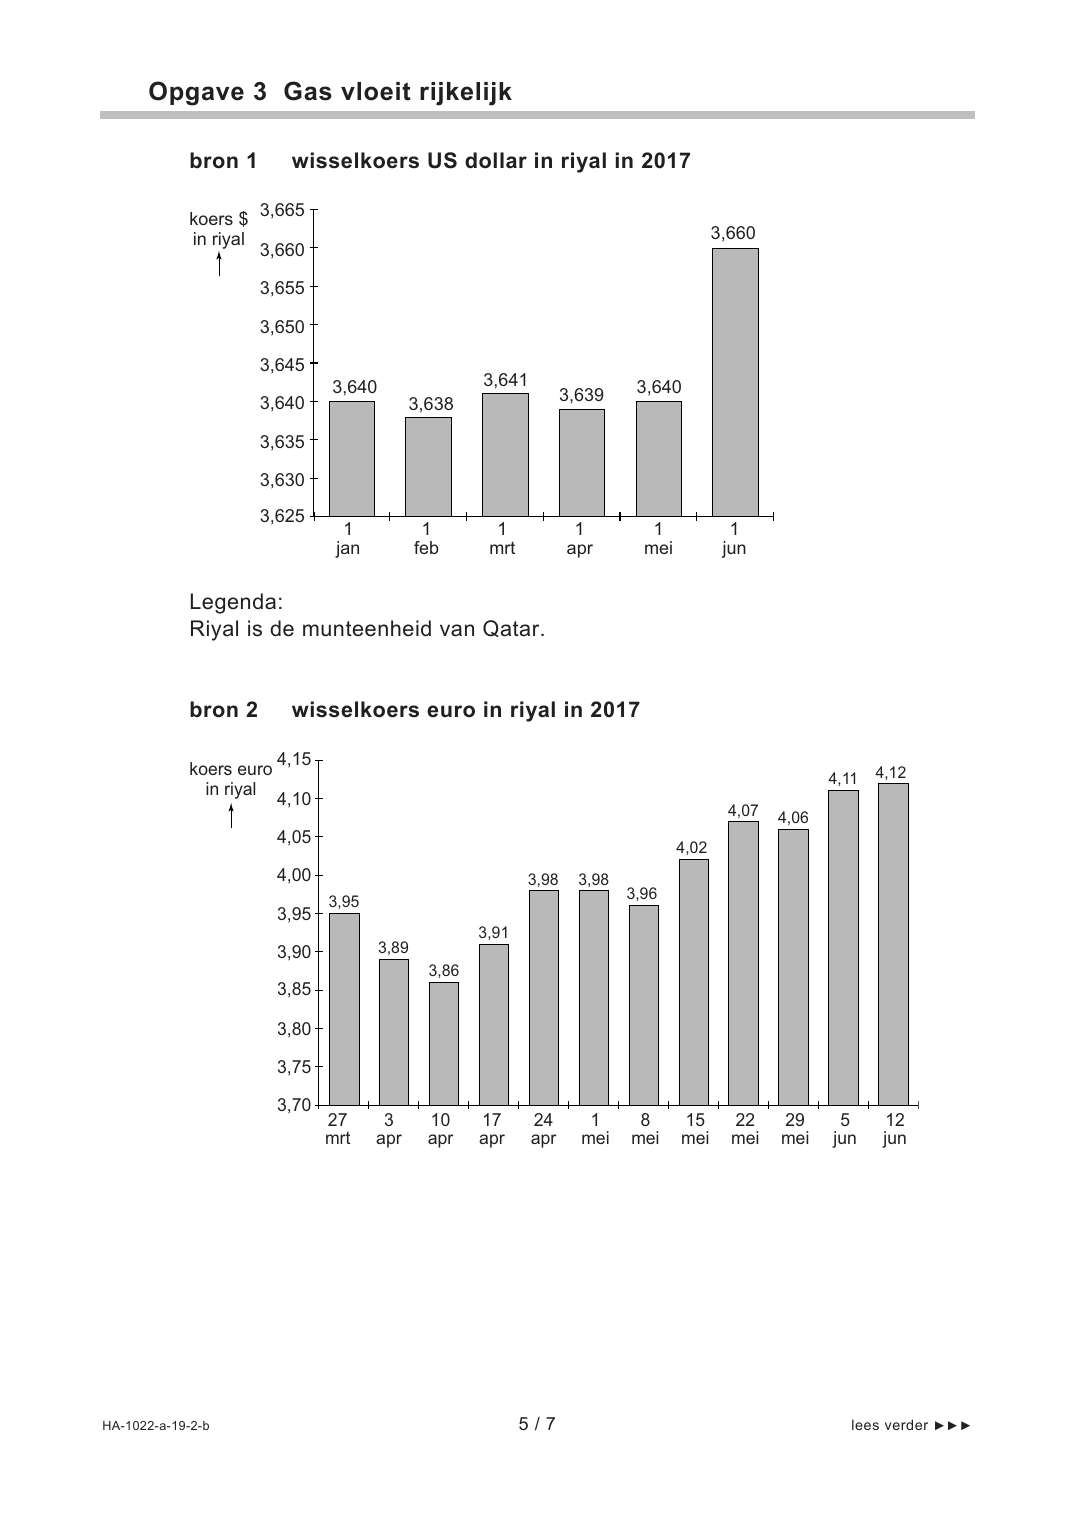 Opgave 3  Gas vloeit rijkelijk
bron 1    wisselkoers US dollar in riyal in 2017
koers $
in riyal
3,665
3,660
3,655
3,650
3,645
3,640
3,635
3,630
3,625
3,640
3,638
3,641
3,639
3,640
3,660
1 1 1 1 1 1
jan feb mrt apr mei jun
Legenda:
Riyal is de munteenheid van Qatar.
bron 2    wisselkoers euro in riyal in 2017
koers euro
in riyal
4,15
4,10
4,05
4,00
3,95
3,90
3,85
3,80
3,75
3,70
3,95
3,89
3,86
3,91
3,98
3,98
3,96
4,02
4,07
4,06
4,11
4,12
27 3 10 17 24 1 8 15 22 29 5 12
mrt apr apr apr apr mei mei mei mei mei jun jun
HA-1022-a-19-2-b    5 / 7    lees verder ►►►